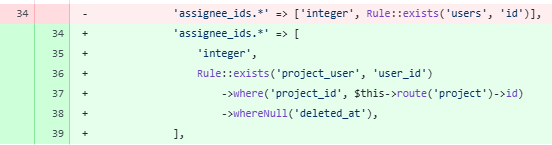 34 - 'assignee_ids.*' => ['integer', Rule::exists('users', 'id')],
34 + 'assignee_ids.*' => [
35 + 'integer',
36 + Rule::exists('project_user', 'user_id')
37 + ->where('project_id', $this->route('project')->id)
38 + ->whereNull('deleted_at'),
39 + ],